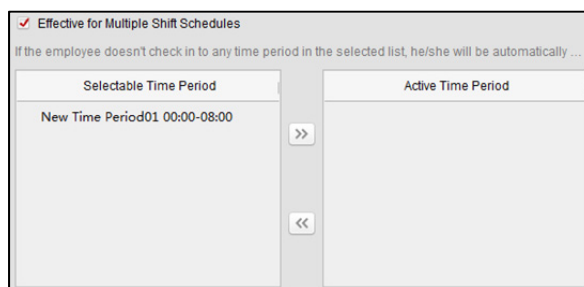 Effective for Multiple Shift Schedules
If the employee doesn't check in to any time period in the selected list, he/she will be automatically ...
Selectable Time Period
Active Time Period
New Time Period01 00:00-08:00
>>
<<